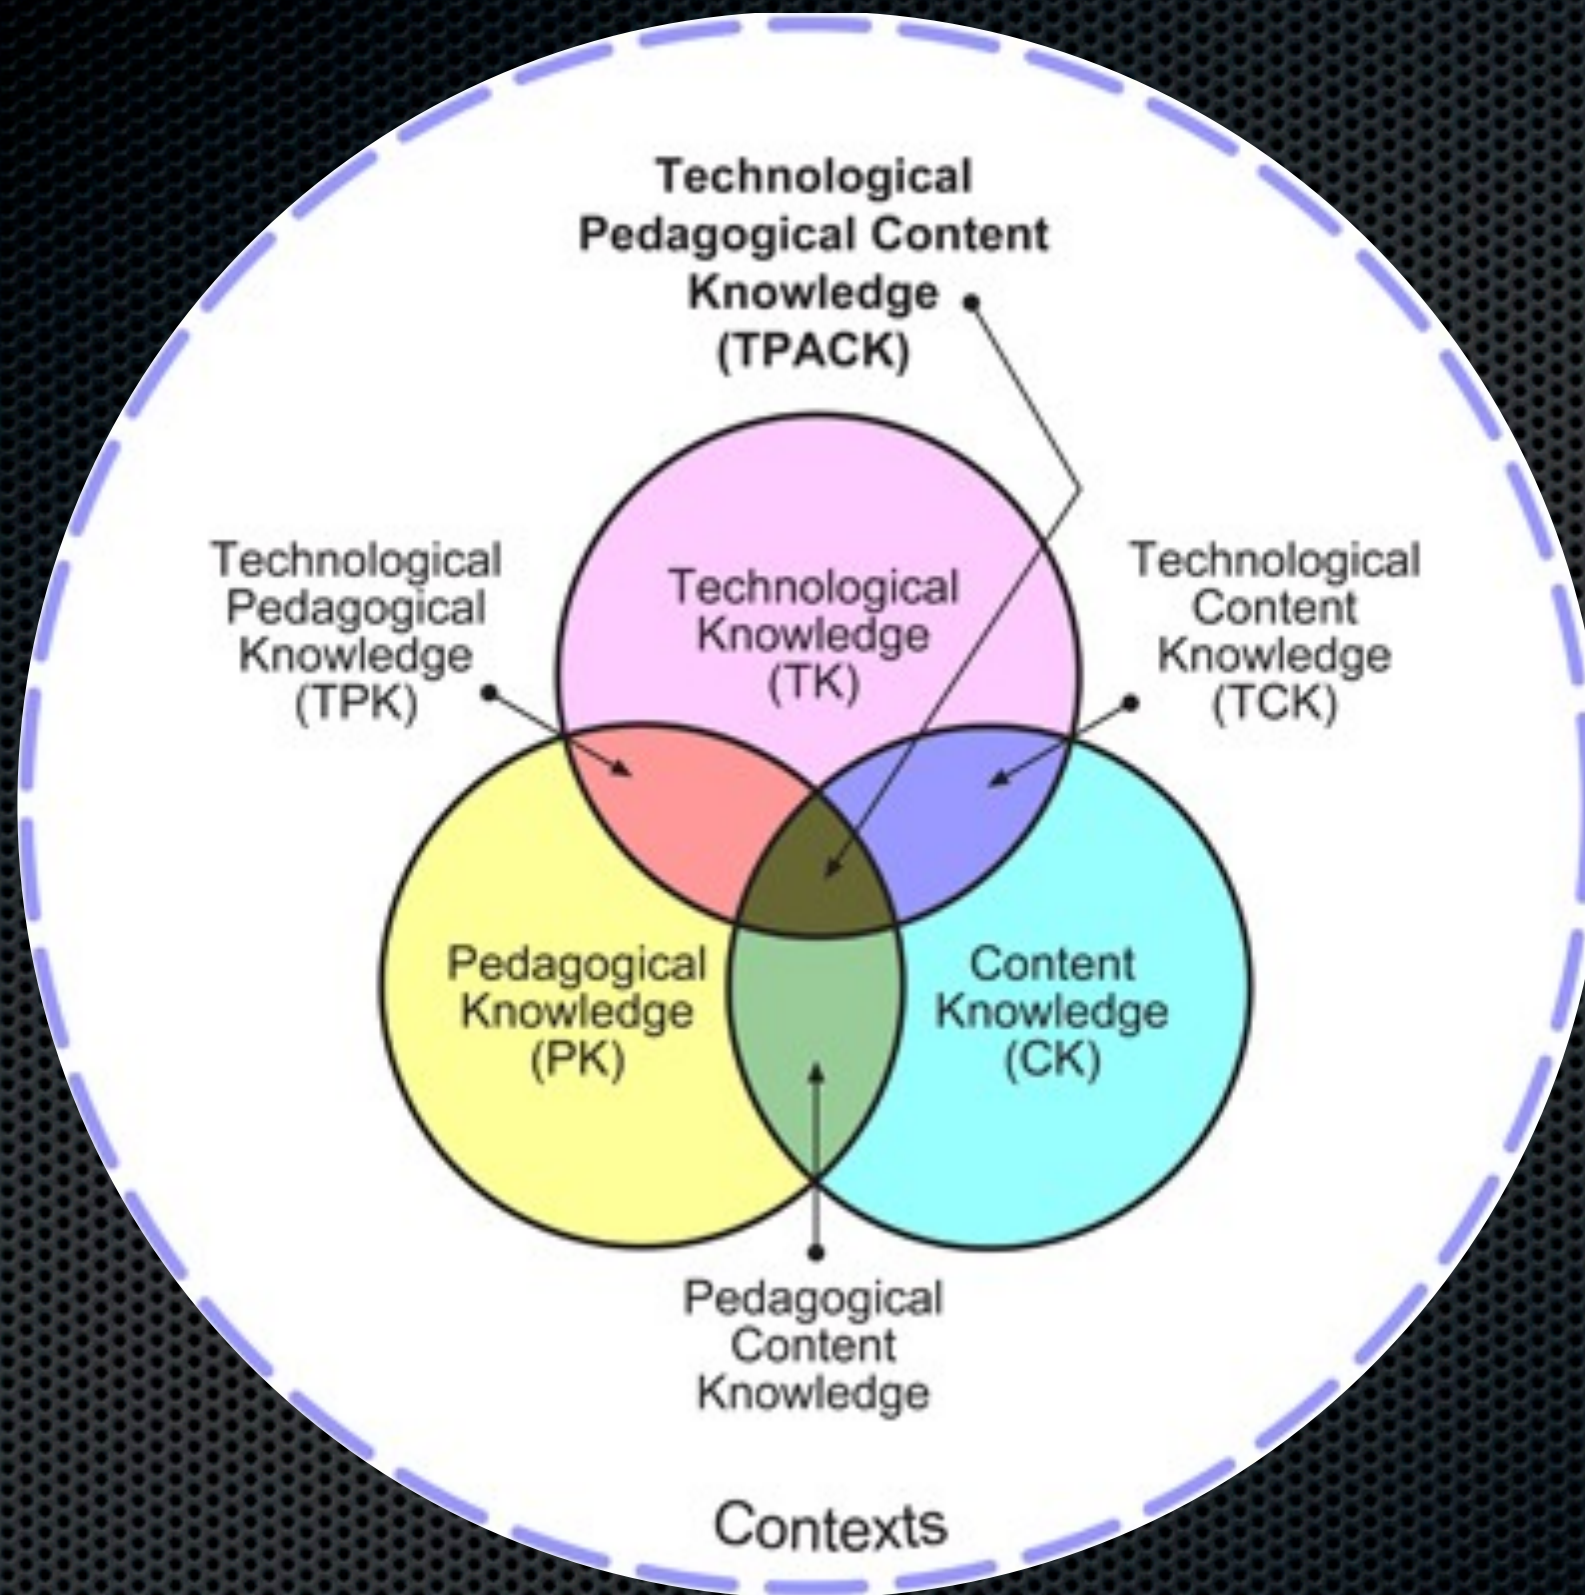 Technological
Pedagogical Content
Knowledge
(TPACK)
Technological
Pedagogical
Knowledge
(TPK)
Technological
Knowledge
(TK)
Technological
Content
Knowledge
(TCK)
Pedagogical
Knowledge
(PK)
Content
Knowledge
(CK)
Pedagogical
Content
Knowledge
Contexts